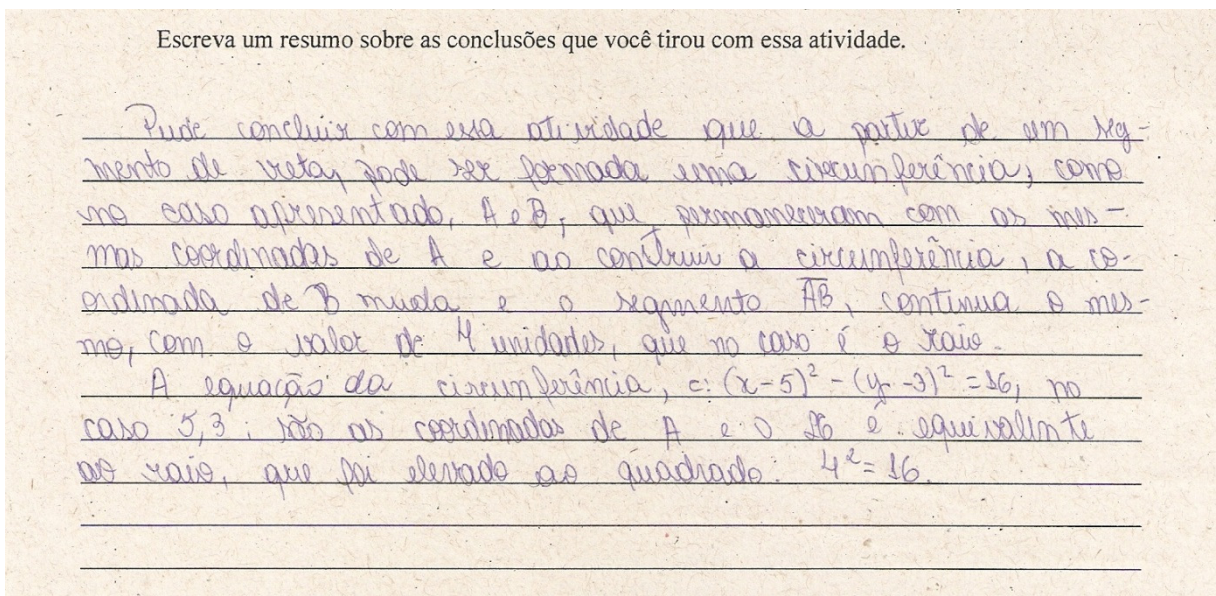 Escreva um resumo sobre as conclusões que você tirou com essa atividade.
Pude concluir com essa atividade que a partir de um seg-
mento de reta, pode ser formada uma circunferência, como
no caso apresentado, A e B, que permaneceram com as mes-
mas coordinadas de A e ao construir a circunferência, a co-
ordinada de B muda e o segmento AB, continua o mes-
mo, com o valor de 4 unidades, que no caso é o raio.
A equação da circunferência, c: (x-5)² - (y-3)² = 16, no
caso 5,3, são as coordinadas de A e o 16 é equivalente
ao raio, que foi elevado ao quadrado. 4² = 16.